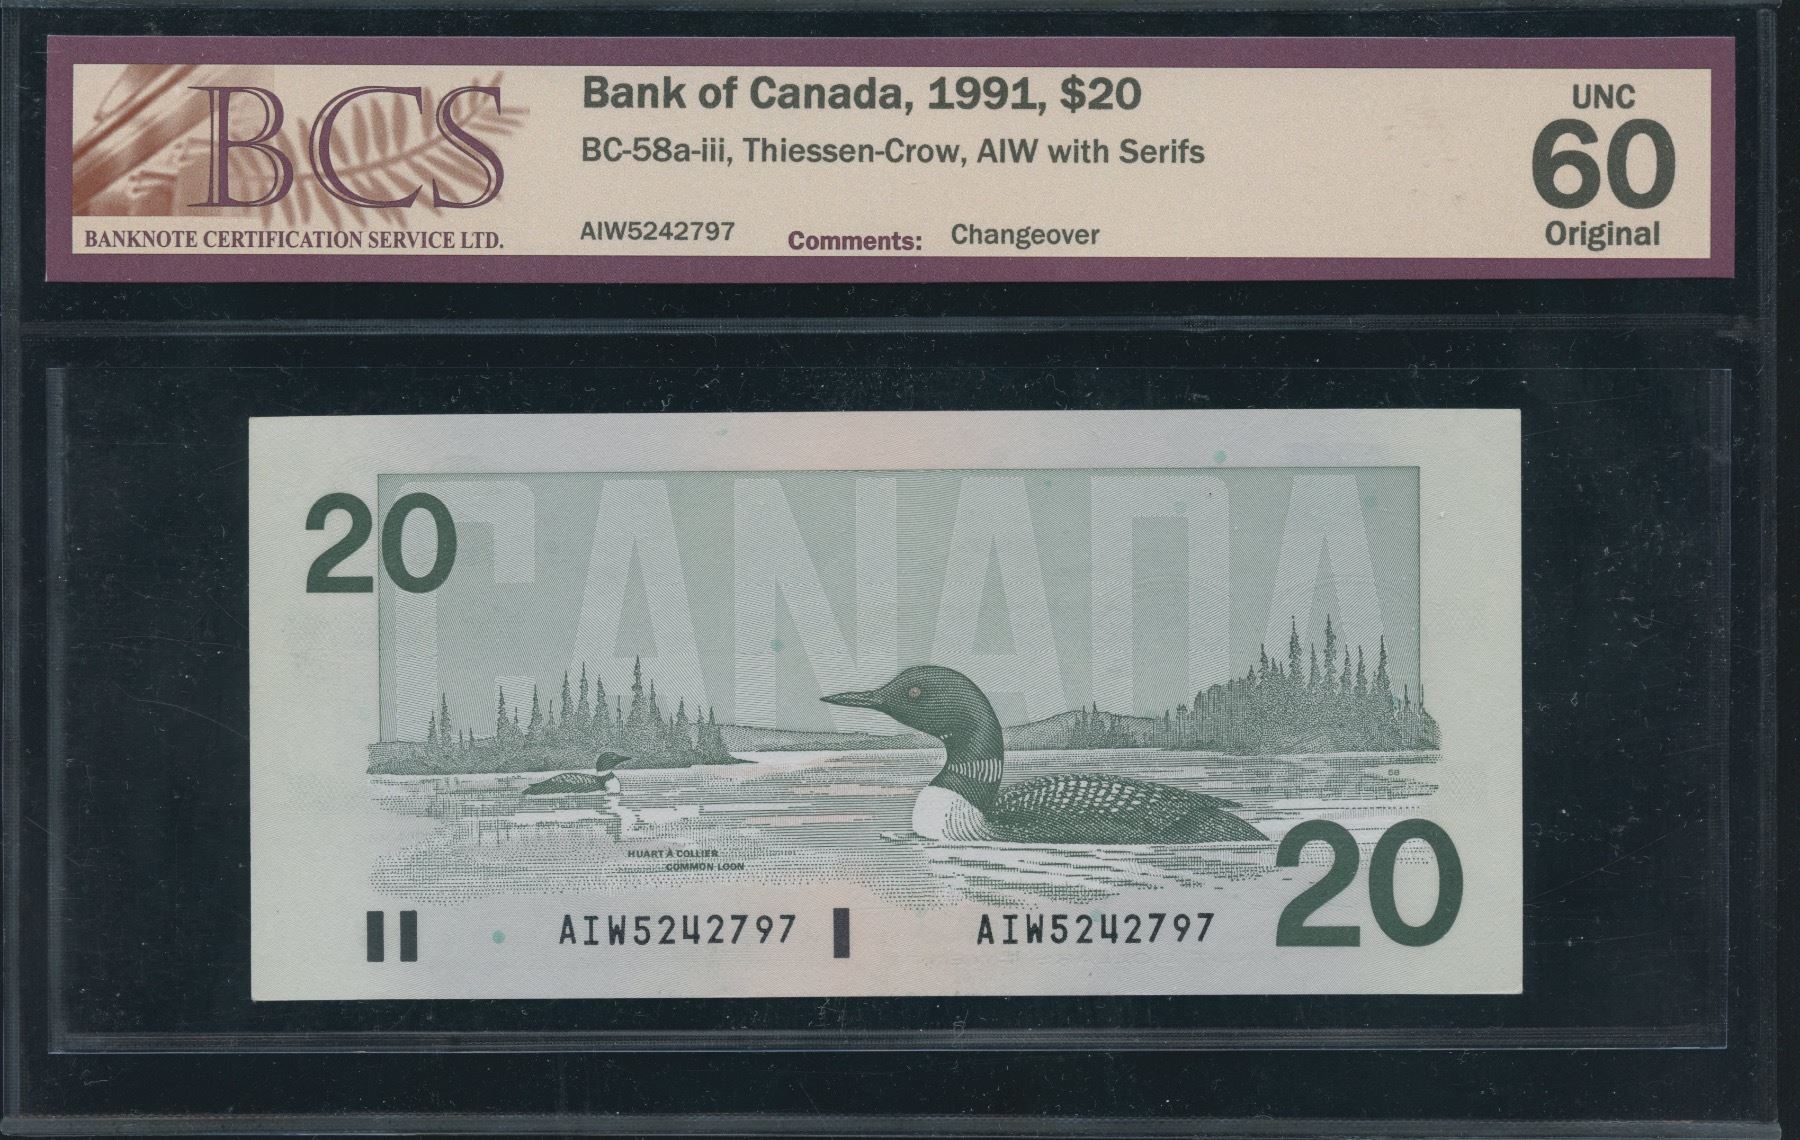 BCS
BANKNOTE CERTIFICATION SERVICE LTD.
Bank of Canada, 1991, $20
BC-58a-iii, Thiessen-Crow, AIW with Serifs
AIW5242797
Comments: Changeover
UNC
60
Original
20
CANADA
HUART À COLLIER
COMMON LOON
AIW5242797
AIW5242797
20